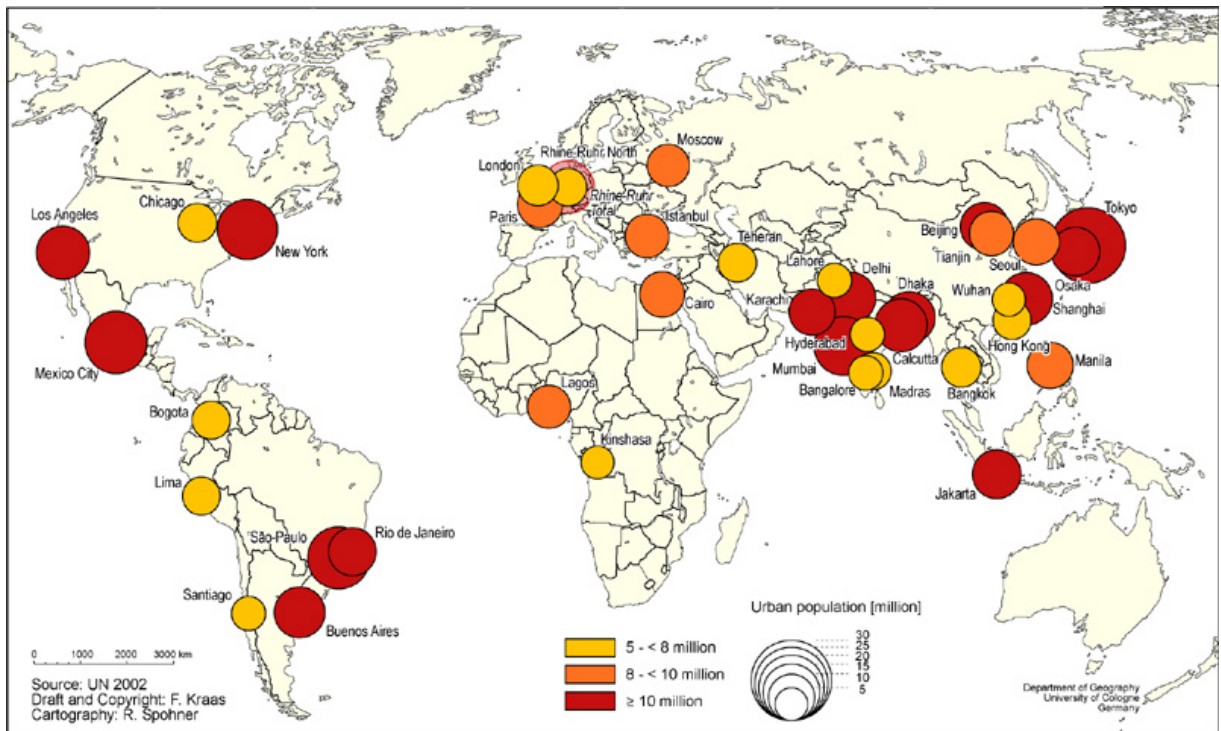 Moscow
Rhine-Ruhr North
London
Rhine-Ruhr
Total
Paris
Istanbul
Chicago
Los Angeles
New York
Mexico City
Teheran
Lahore
Delhi
Karachi
Dhaka
Beijing
Tokyo
Tianjin
Seoul
Osaka
Wuhan
Shanghai
Hong Kong
Cairo
Hyderabad
Mumbai
Calcutta
Bangalore
Madras
Bangkok
Manila
Lagos
Kinshasa
Bogota
Lima
Jakarta
São-Paulo
Rio de Janeiro
Santiago
Buenos Aires
Urban population [million]
30
25
20
15
10
5
5 - < 8 million
8 - < 10 million
≥ 10 million
0 1000 2000 3000 km
Source: UN 2002
Draft and Copyright: F. Kraas
Cartography: R. Spohner
Department of Geography
University of Cologne
Germany